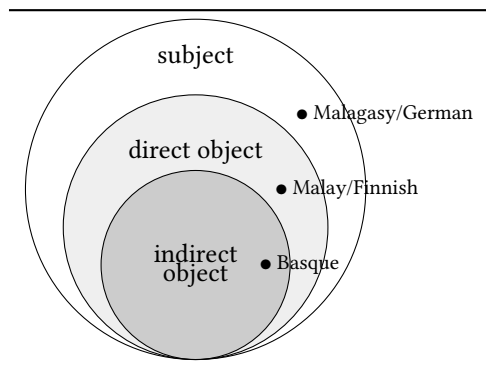 subject
Malagasy/German
direct object
Malay/Finnish
indirect
object
Basque